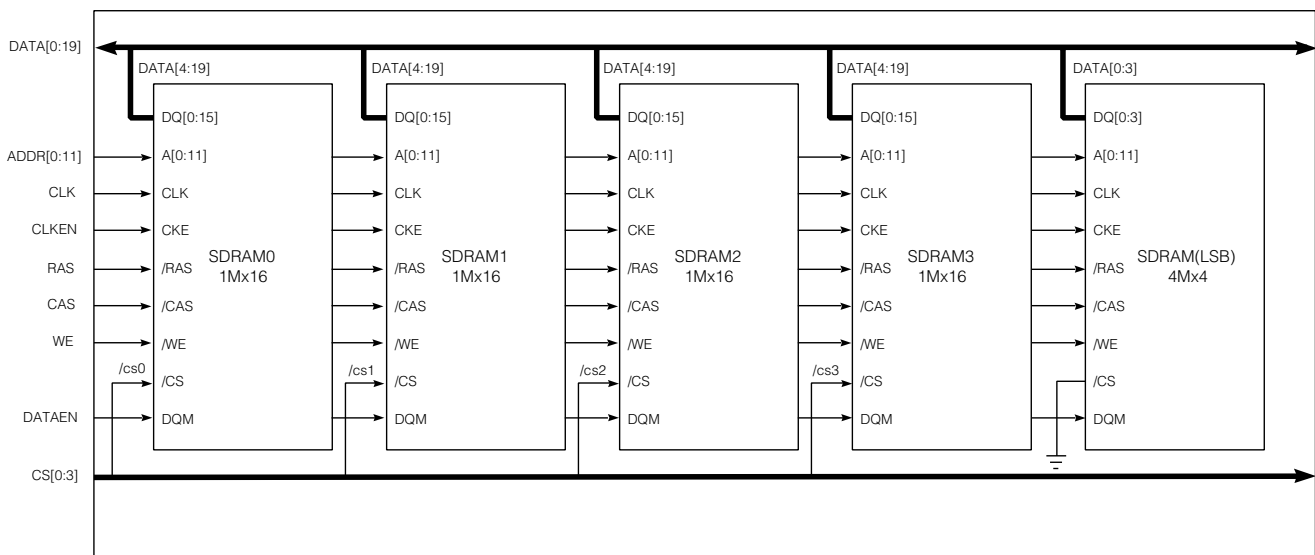 DATA[0:19]
DATA[4:19] DATA[4:19] DATA[4:19] DATA[4:19] DATA[0:3]
DQ[0:15] DQ[0:15] DQ[0:15] DQ[0:15] DQ[0:3]
ADDR[0:11] A[0:11] A[0:11] A[0:11] A[0:11] A[0:11]
CLK CLK CLK CLK CLK CLK
CLKEN CKE CKE CKE CKE CKE
SDRAM0 SDRAM1 SDRAM2 SDRAM3 SDRAM(LSB)
RAS /RAS /RAS /RAS /RAS /RAS
1Mx16 1Mx16 1Mx16 1Mx16 4Mx4
CAS /CAS /CAS /CAS /CAS /CAS
WE /WE /WE /WE /WE /WE
/cs0 /cs1 /cs2 /cs3
/CS /CS /CS /CS /CS
DATAEN DQM DQM DQM DQM DQM
CS[0:3]